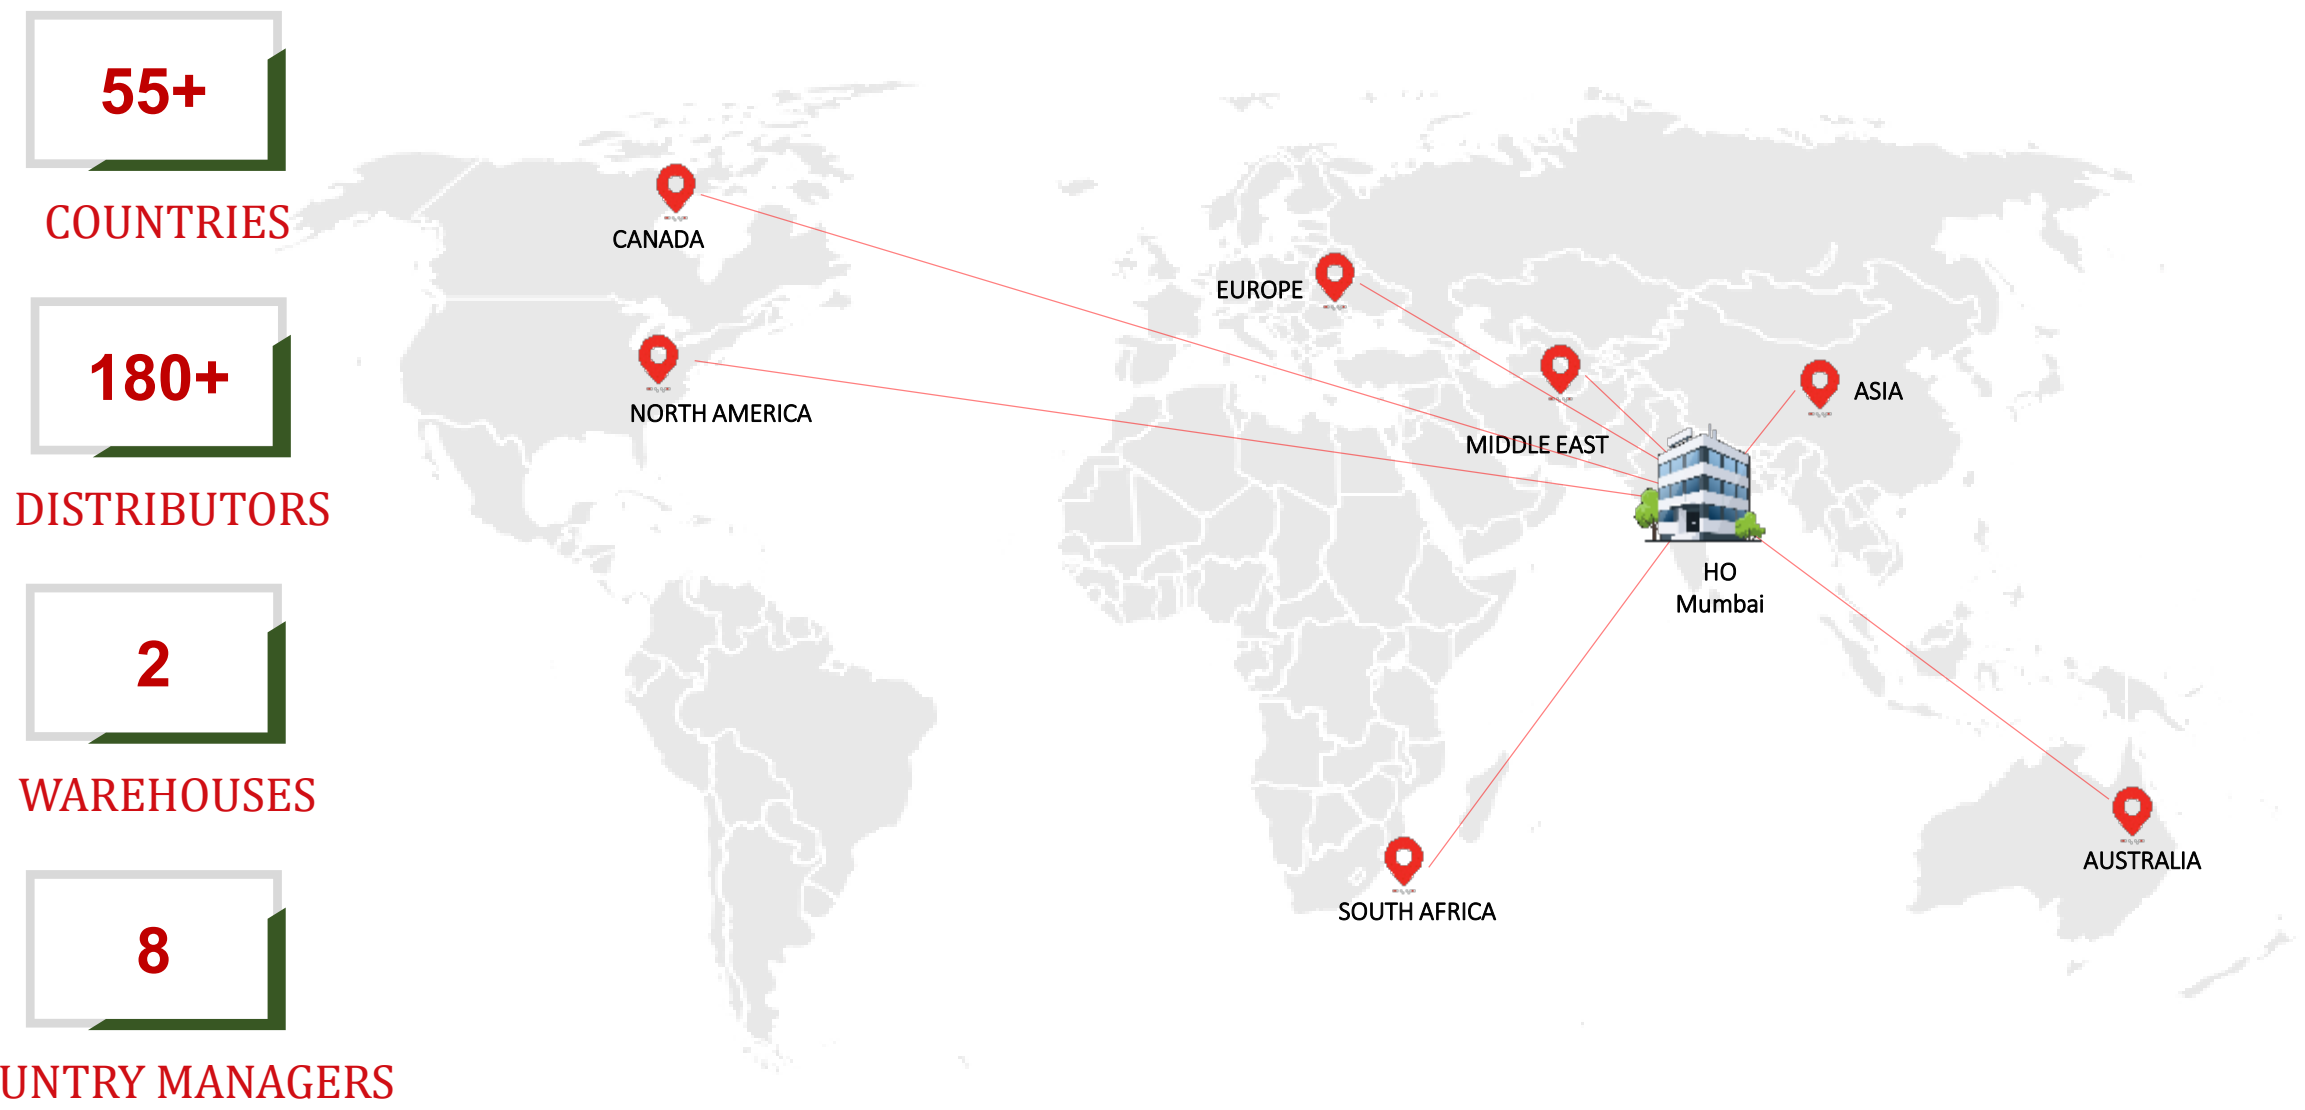 55+
COUNTRIES
180+
DISTRIBUTORS
2
WAREHOUSES
8
UNTRY MANAGERS
CANADA
NORTH AMERICA
EUROPE
MIDDLE EAST
ASIA
HO
Mumbai
SOUTH AFRICA
AUSTRALIA